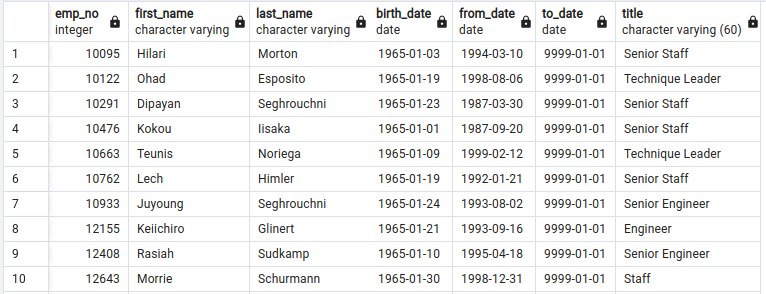 emp_no first_name last_name birth_date from_date to_date title
integer character varying character varying date date date character varying (60)
1 10095 Hilari Morton 1965-01-03 1994-03-10 9999-01-01 Senior Staff
2 10122 Ohad Esposito 1965-01-19 1998-08-06 9999-01-01 Technique Leader
3 10291 Dipayan Seghrouchni 1965-01-23 1987-03-30 9999-01-01 Senior Staff
4 10476 Kokou Iisaka 1965-01-01 1987-09-20 9999-01-01 Senior Staff
5 10663 Teunis Noriega 1965-01-09 1999-02-12 9999-01-01 Technique Leader
6 10762 Lech Himler 1965-01-19 1992-01-21 9999-01-01 Senior Staff
7 10933 Juyoung Seghrouchni 1965-01-24 1993-08-02 9999-01-01 Senior Engineer
8 12155 Keiichiro Glinert 1965-01-21 1993-09-16 9999-01-01 Engineer
9 12408 Rasiah Sudkamp 1965-01-10 1995-04-18 9999-01-01 Senior Engineer
10 12643 Morrie Schurmann 1965-01-30 1998-12-31 9999-01-01 Staff